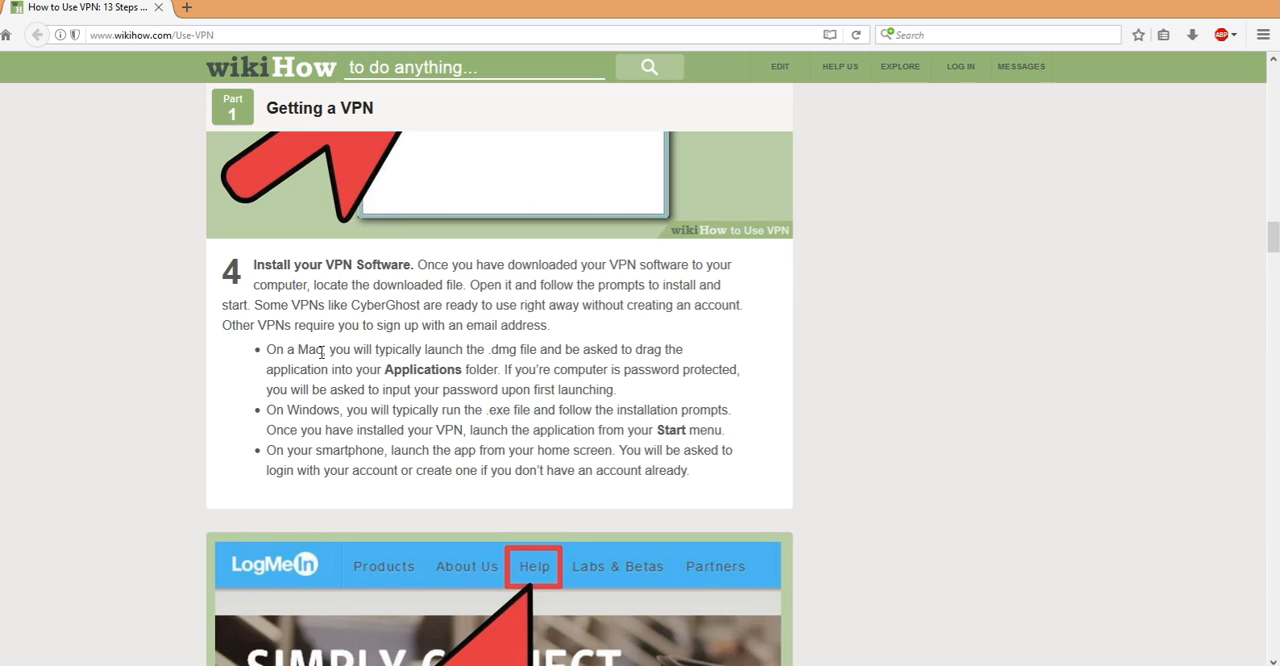 How to Use VPN: 13 Steps ...
www.wikihow.com/Use-VPN
Search
ABP
wikiHow to do anything...
EDIT HELP US EXPLORE LOG IN MESSAGES
Part
1
Getting a VPN
wikiHow to Use VPN
4 Install your VPN Software. Once you have downloaded your VPN software to your
computer, locate the downloaded file. Open it and follow the prompts to install and
start. Some VPNs like CyberGhost are ready to use right away without creating an account.
Other VPNs require you to sign up with an email address.
On a Mac, you will typically launch the .dmg file and be asked to drag the
application into your Applications folder. If you're computer is password protected,
you will be asked to input your password upon first launching.
On Windows, you will typically run the .exe file and follow the installation prompts.
Once you have installed your VPN, launch the application from your Start menu.
On your smartphone, launch the app from your home screen. You will be asked to
login with your account or create one if you don't have an account already.
LogMeIn Products About Us Help Labs & Betas Partners
SIMPLY CONNECT